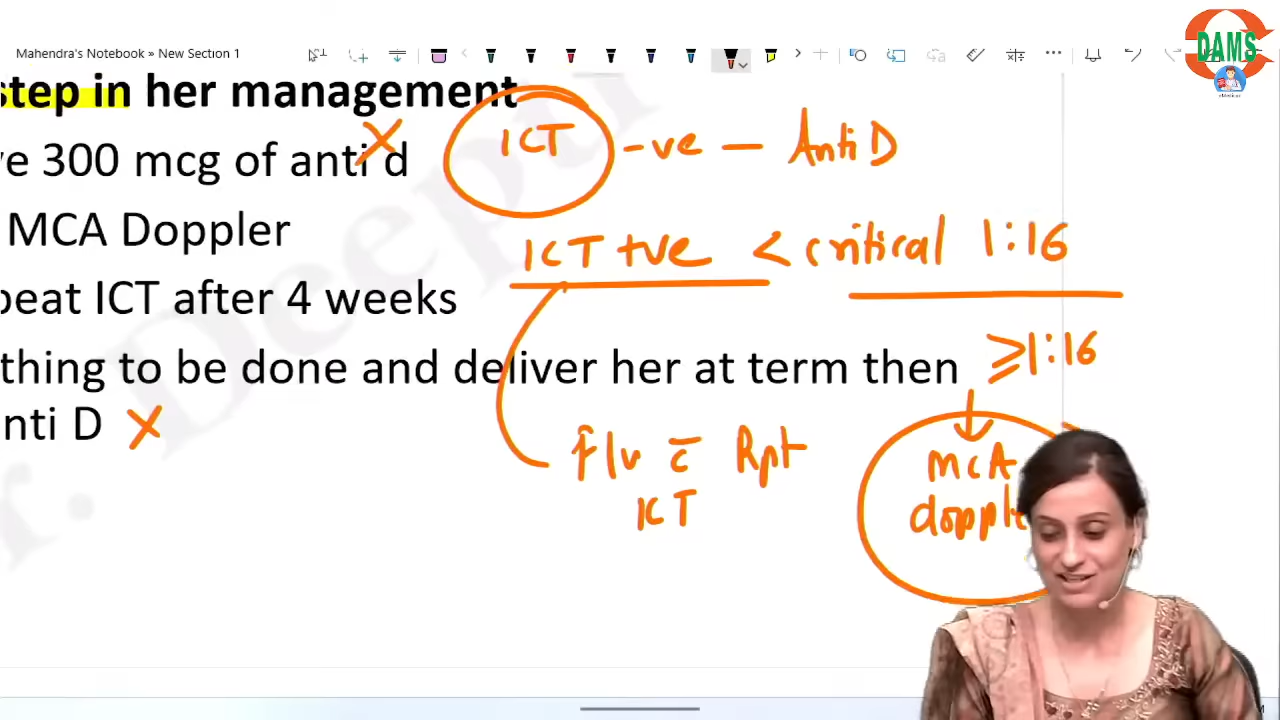 Mahendra's Notebook » New Section 1
DAMS
step in her management
ICT -ve — Anti D
ve 300 mcg of anti d
MCA Doppler
ICT +ve < critical 1:16
peat ICT after 4 weeks
thing to be done and deliver her at term then
≥1:16
nti D
F/u c̄ Rpt
ICT
MCA
dopple